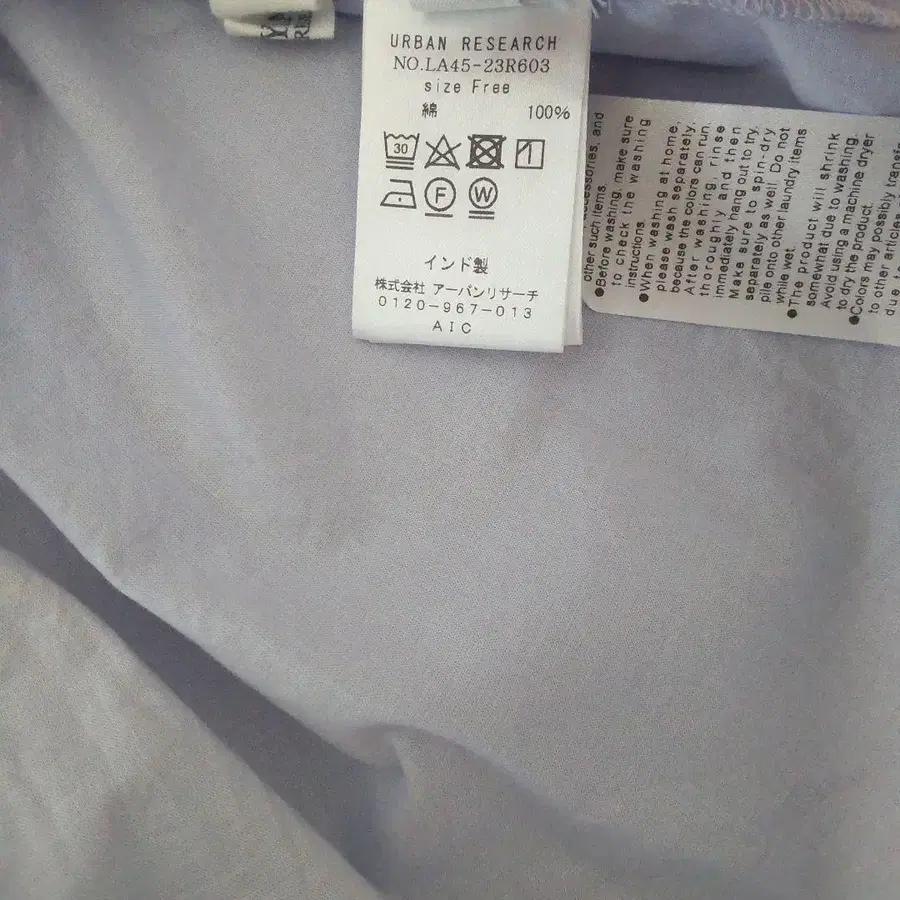 URBAN RESEARCH
NO.LA45-23R603
size Free
綿 100%
30
F W
インド製
株式会社 アーバンリサーチ
0120-967-013
AIC
other such items.
●Before washing, make sure
to check the washing
instructions.
●When washing at home,
please wash separately,
because the colors can run.
After washing, rinse
thoroughly and then
immediately hang out to try.
Make sure to spin-dry
separately as well. Do not
pile onto other laundry items
while wet.
●The product will shrink
somewhat due to washing.
Avoid using a machine dryer
to dry the product.
●Colors may possibly
to other
due